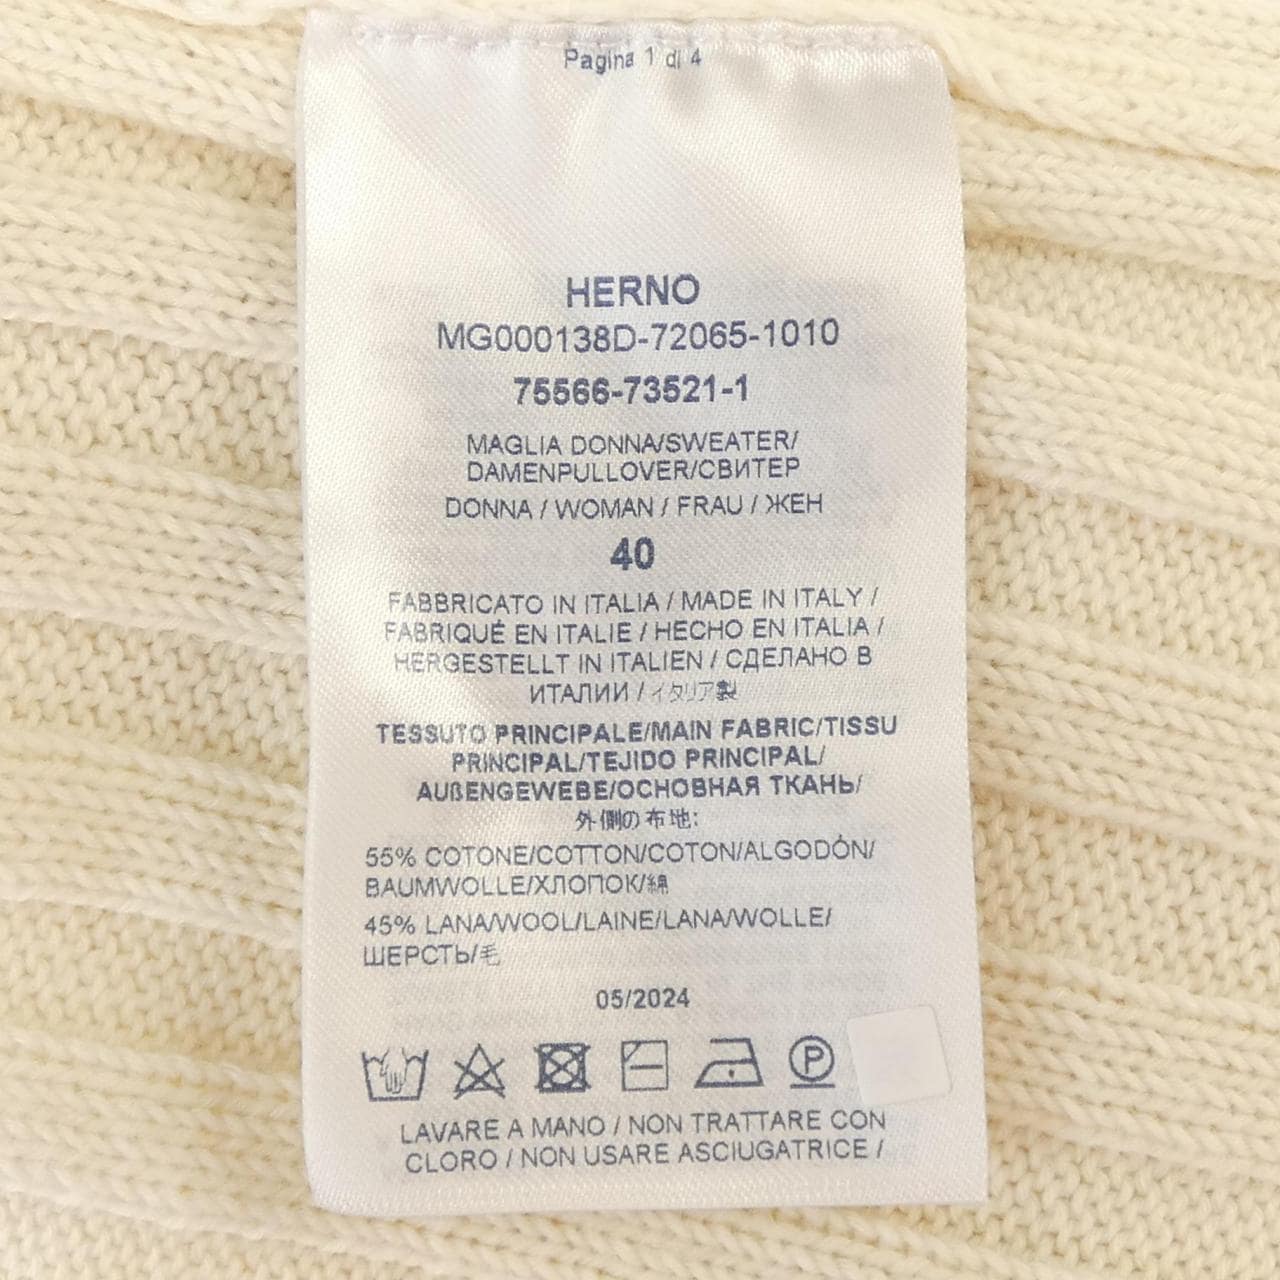 Pagina 1 di 4
HERNO
MG000138D-72065-1010
75566-73521-1
MAGLIA DONNA/SWEATER/
DAMENPULLOVER/СВИТЕР
DONNA / WOMAN / FRAU / ЖЕН
40
FABBRICATO IN ITALIA / MADE IN ITALY /
FABRIQUÉ EN ITALIE / HECHO EN ITALIA /
HERGESTELLT IN ITALIEN / СДЕЛАНО В
ИТАЛИИ / イタリア製
TESSUTO PRINCIPALE/MAIN FABRIC/TISSU
PRINCIPAL/TEJIDO PRINCIPAL/
AUßENGEWEBE/ОСНОВНАЯ ТКАНЬ/
外側の布地:
55% COTONE/COTTON/COTON/ALGODÓN/
BAUMWOLLE/ХЛОПОК/綿
45% LANA/WOOL/LAINE/LANA/WOLLE/
ШЕРСТЬ/毛
05/2024
P
LAVARE A MANO / NON TRATTARE CON
CLORO / NON USARE ASCIUGATRICE /